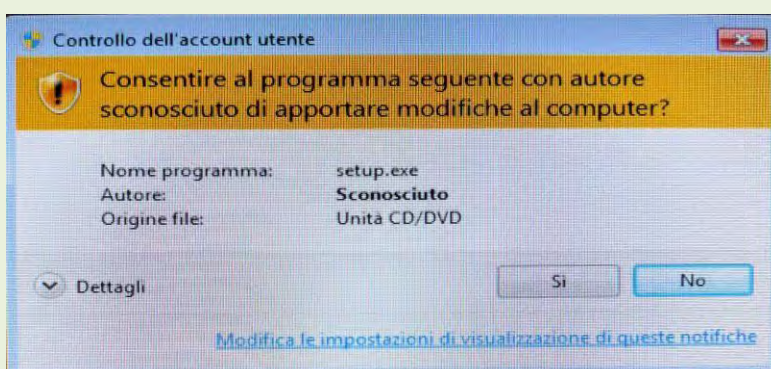 Controllo dell'account utente
Consentire al programma seguente con autore
sconosciuto di apportare modifiche al computer?
Nome programma: setup.exe
Autore: Sconosciuto
Origine file: Unità CD/DVD
Dettagli
Sì
No
Modifica le impostazioni di visualizzazione di queste notifiche